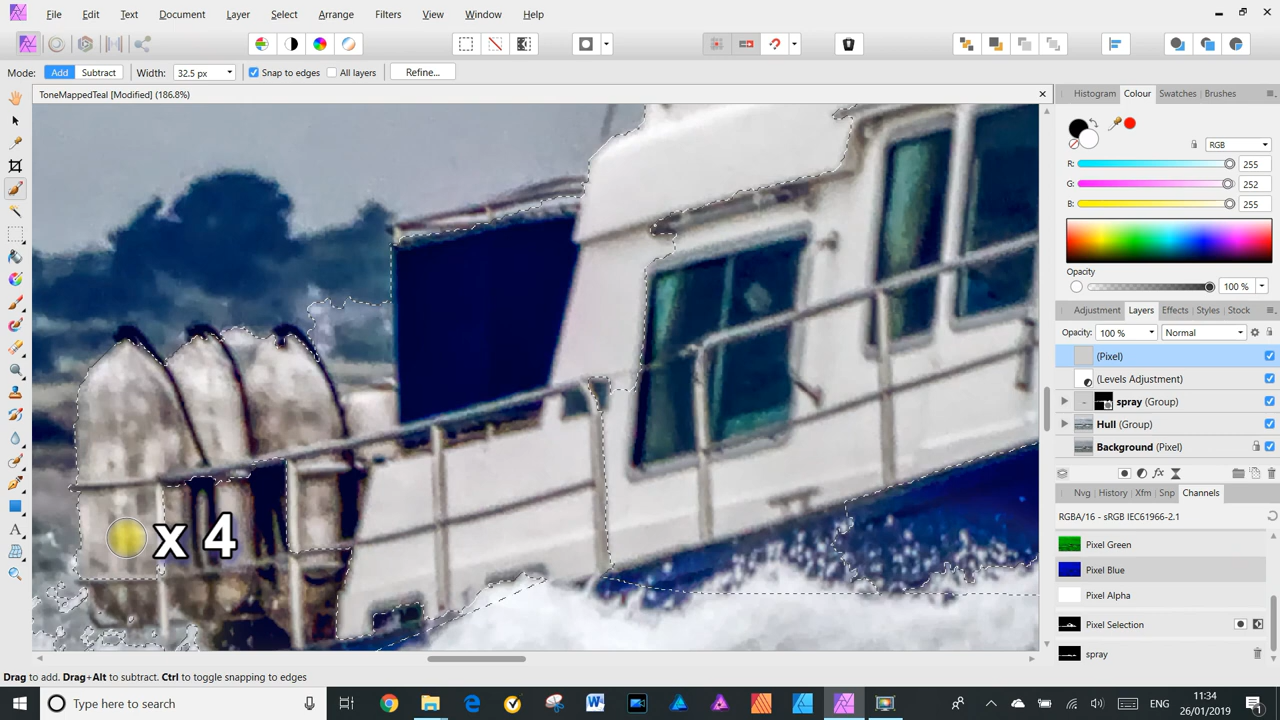 File Edit Text Document Layer Select Arrange Filters View Window Help
Mode: Add Subtract Width: 32.5 px Snap to edges All layers Refine...
ToneMappedTeal [Modified] (186.8%)
x 4
Histogram Colour Swatches Brushes
RGB
R: 255
G: 252
B: 255
Opacity
100 %
Adjustment Layers Effects Styles Stock
Opacity: 100 % Normal
(Pixel)
(Levels Adjustment)
spray (Group)
Hull (Group)
Background (Pixel)
Nvg History Xfm Snp Channels
RGBA/16 - sRGB IEC61966-2.1
Pixel Green
Pixel Blue
Pixel Alpha
Pixel Selection
spray
Drag to add. Drag+Alt to subtract. Ctrl to toggle snapping to edges
Type here to search
ENG
11:34
26/01/2019